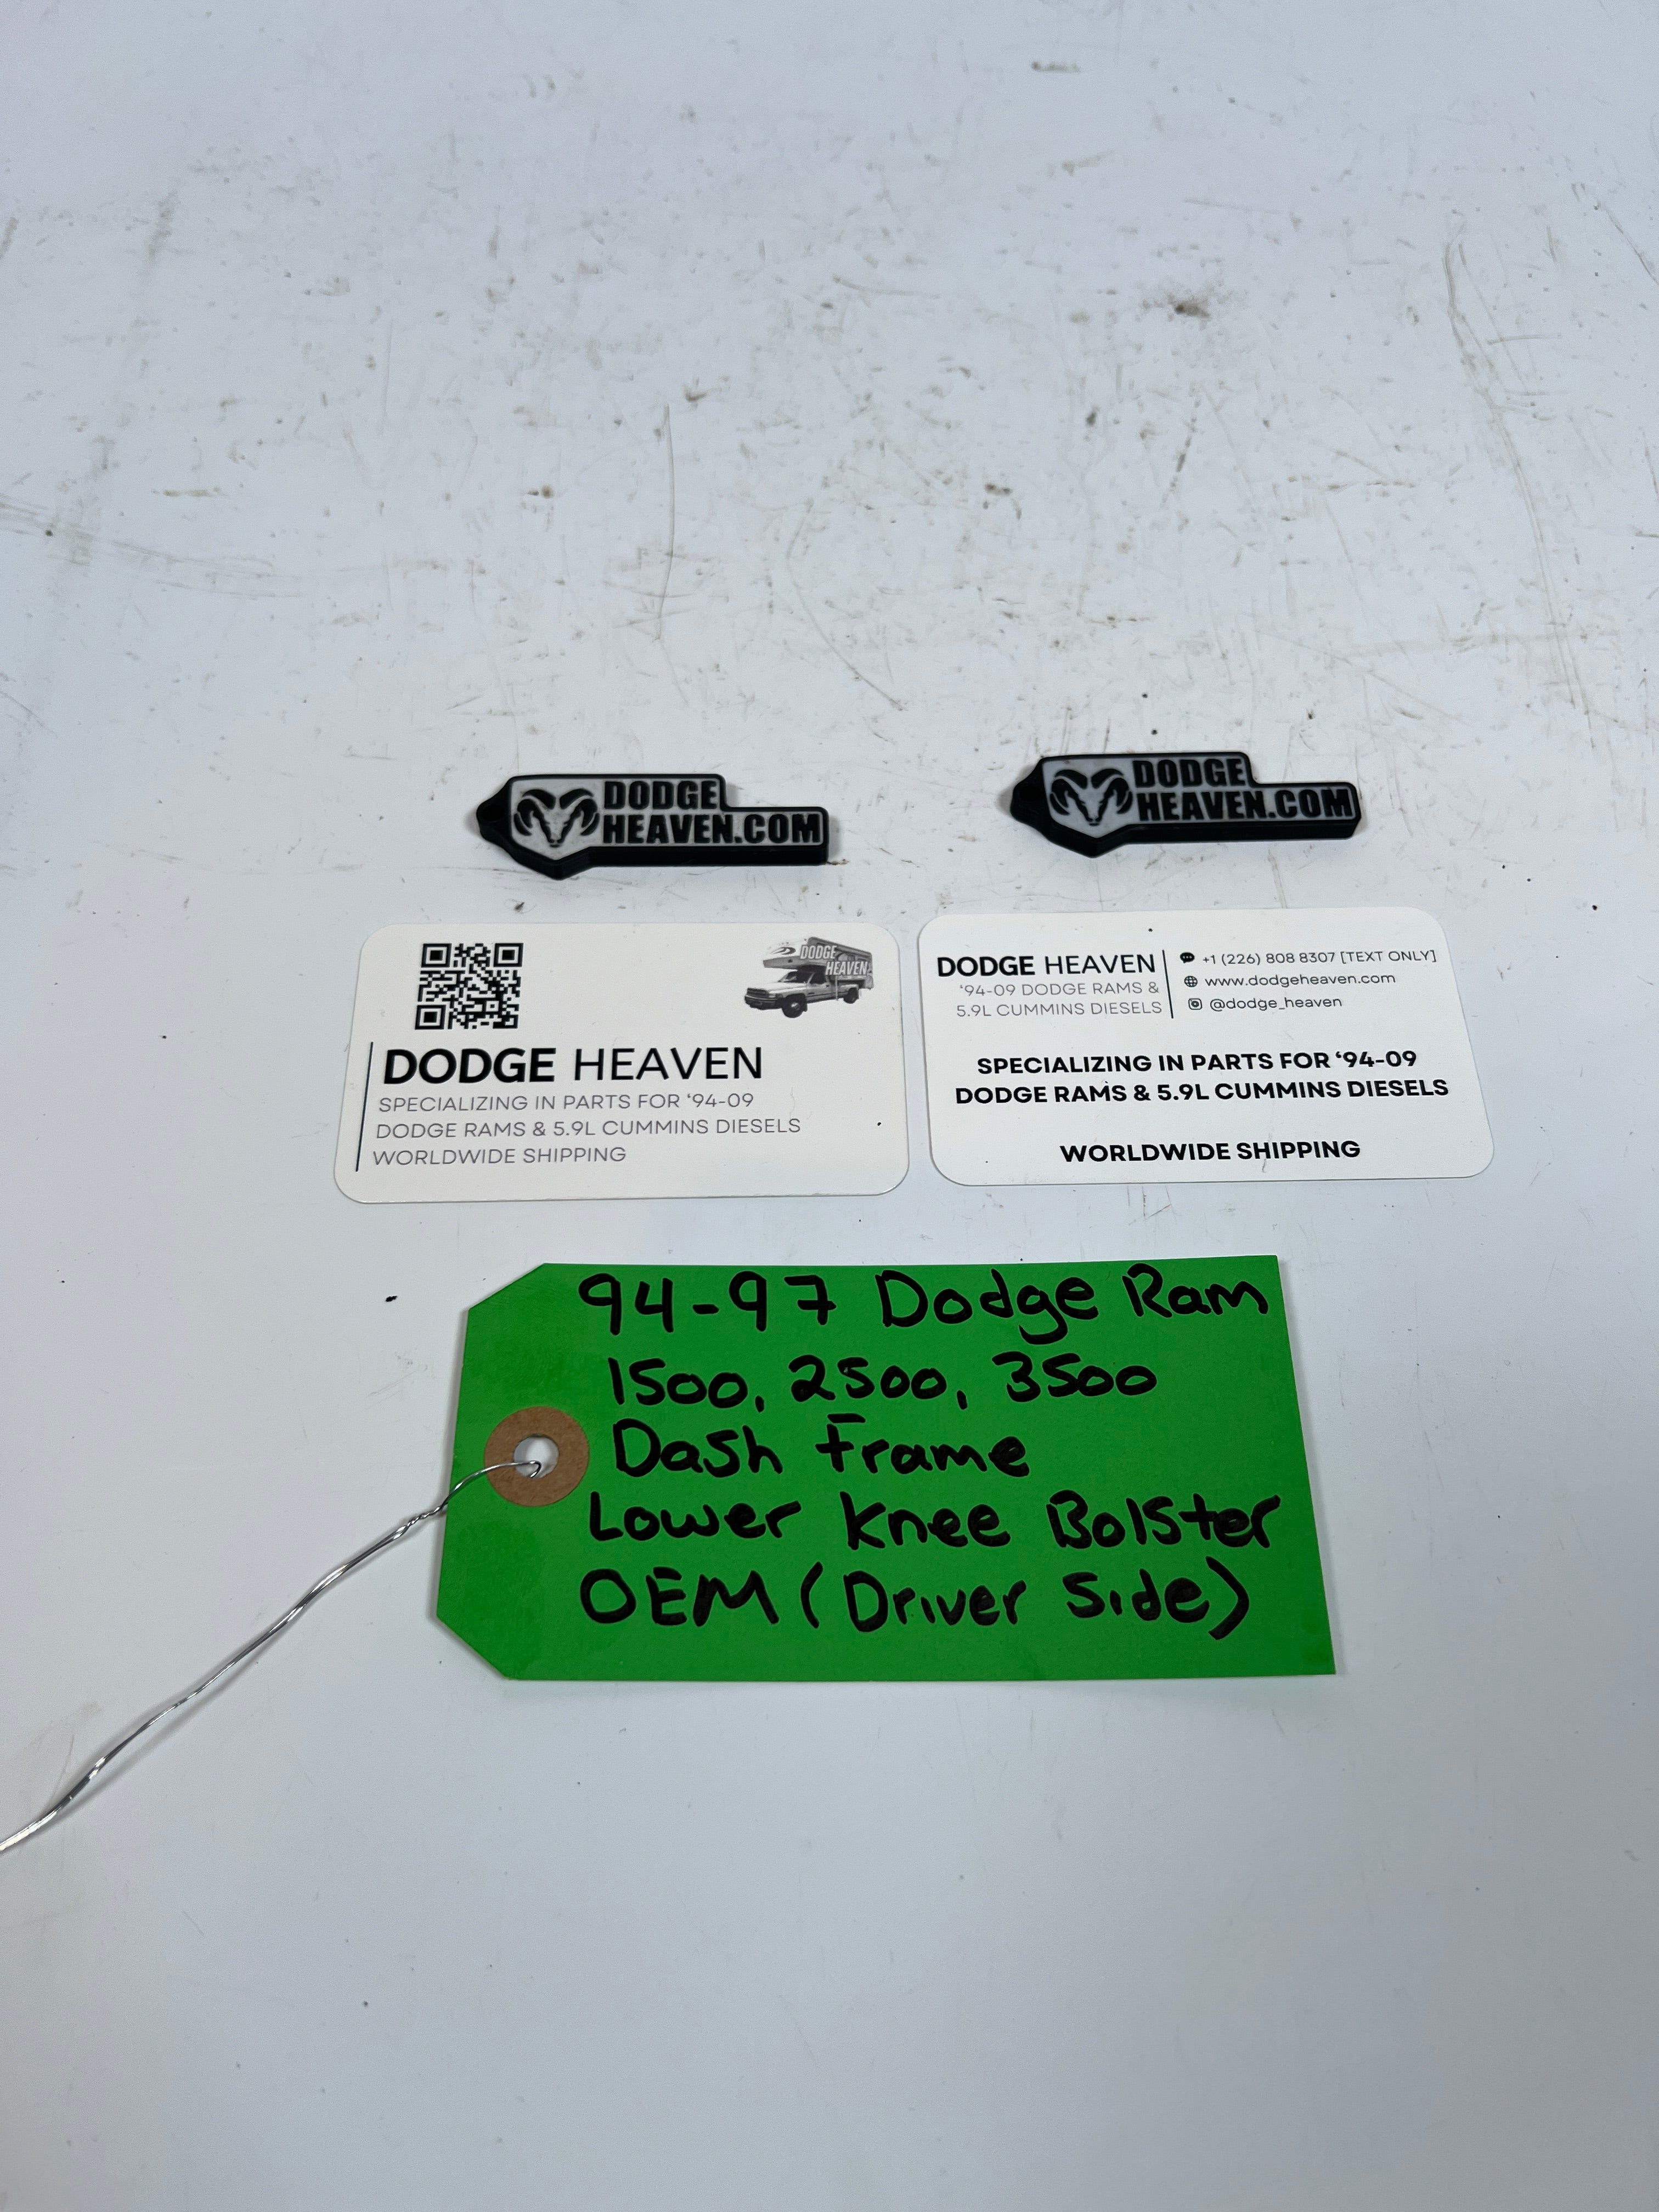 DODGE
HEAVEN.COM
DODGE
HEAVEN.COM
DODGE
HEAVEN
DODGE HEAVEN
SPECIALIZING IN PARTS FOR ‘94-09
DODGE RAMS & 5.9L CUMMINS DIESELS
WORLDWIDE SHIPPING
DODGE HEAVEN
‘94-09 DODGE RAMS &
5.9L CUMMINS DIESELS
+1 (226) 808 8307 [TEXT ONLY]
www.dodgeheaven.com
@dodge_heaven
SPECIALIZING IN PARTS FOR ‘94-09
DODGE RAMS & 5.9L CUMMINS DIESELS
WORLDWIDE SHIPPING
94-97 Dodge Ram
1500, 2500, 3500
Dash Frame
Lower Knee Bolster
OEM (Driver Side)